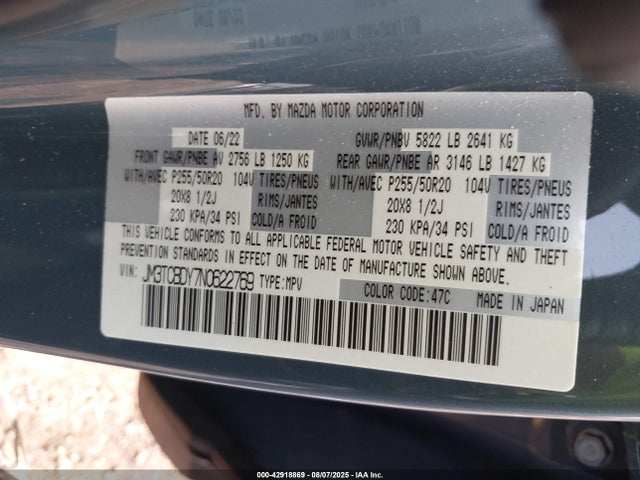 MFD. BY MAZDA MOTOR CORPORATION
DATE 06/22 GVWR/PNBV 5822 LB 2641 KG
FRONT GAWR/PNBE AV 2756 LB 1250 KG REAR GAWR/PNBE AR 3146 LB 1427 KG
WITH/AVEC P255/50R20 104V TIRES/PNEUS WITH/AVEC P255/50R20 104V TIRES/PNEUS
20X8 1/2J RIMS/JANTES 20X8 1/2J RIMS/JANTES
230 KPA/34 PSI COLD/A FROID 230 KPA/34 PSI COLD/A FROID
THIS VEHICLE CONFORMS TO ALL APPLICABLE FEDERAL MOTOR VEHICLE SAFETY AND THEFT
PREVENTION STANDARDS IN EFFECT ON THE DATE OF MANUFACTURE SHOWN ABOVE.
VIN: JM3TCBDY7N0622769 TYPE:MPV
COLOR CODE:47C MADE IN JAPAN
000-42918869 - 08/07/2025 - IAA Inc.